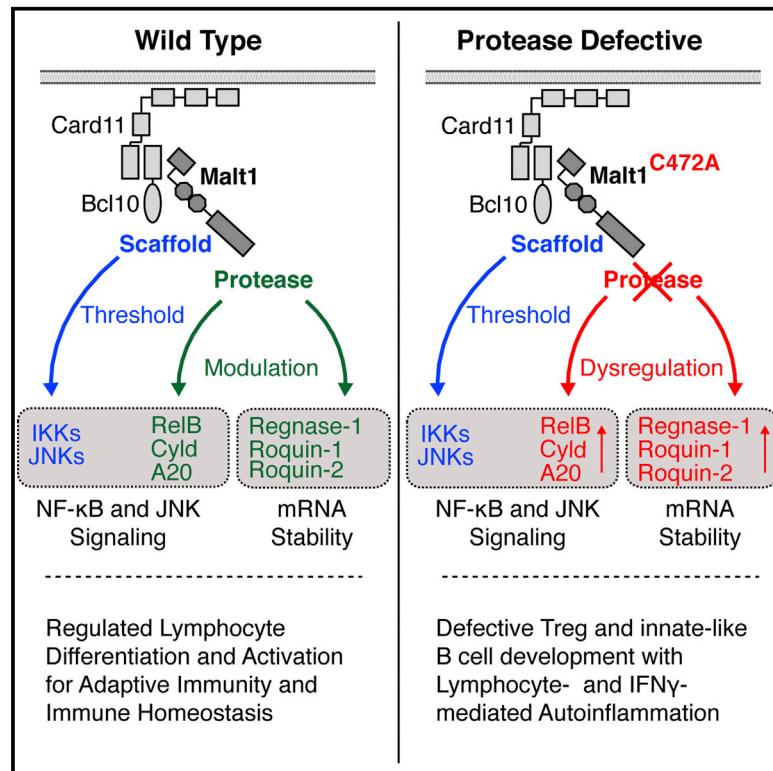 Wild Type
Card11
Malt1
Bcl10
Scaffold
Protease
Threshold
Modulation
IKKs
JNKs
RelB
Cyld
A20
Regnase-1
Roquin-1
Roquin-2
NF-κB and JNK
Signaling
mRNA
Stability
Regulated Lymphocyte
Differentiation and Activation
for Adaptive Immunity and
Immune Homeostasis
Protease Defective
Card11
Malt1 C472A
Bcl10
Scaffold
Protease
Threshold
Dysregulation
IKKs
JNKs
RelB
Cyld
A20
Regnase-1
Roquin-1
Roquin-2
NF-κB and JNK
Signaling
mRNA
Stability
Defective Treg and innate-like
B cell development with
Lymphocyte- and IFNγ-
mediated Autoinflammation